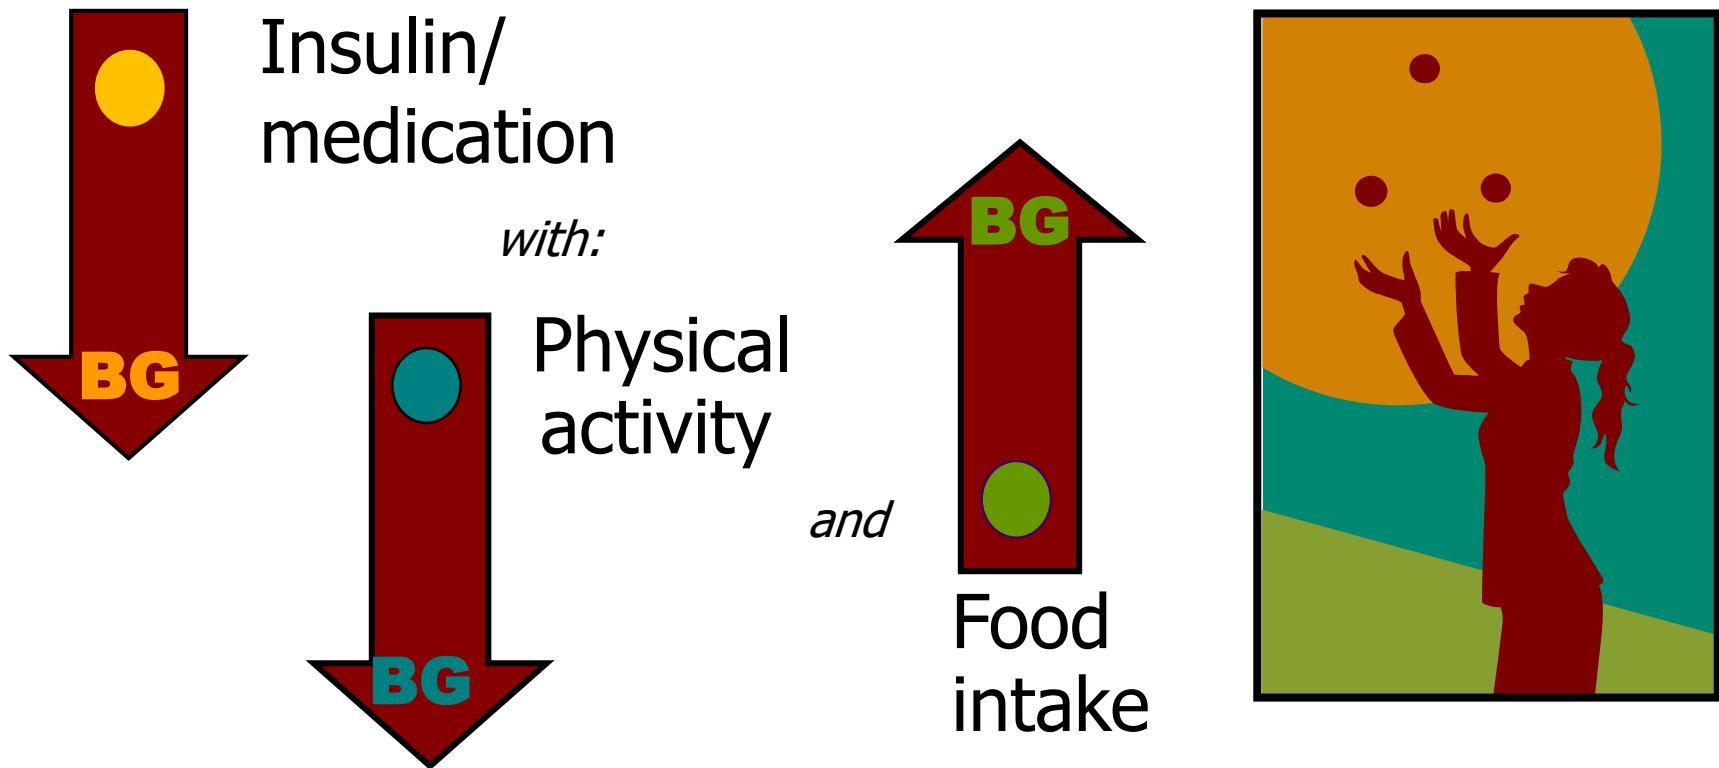 Insulin/
medication
BG
with:
Physical
activity
BG
and
BG
Food
intake